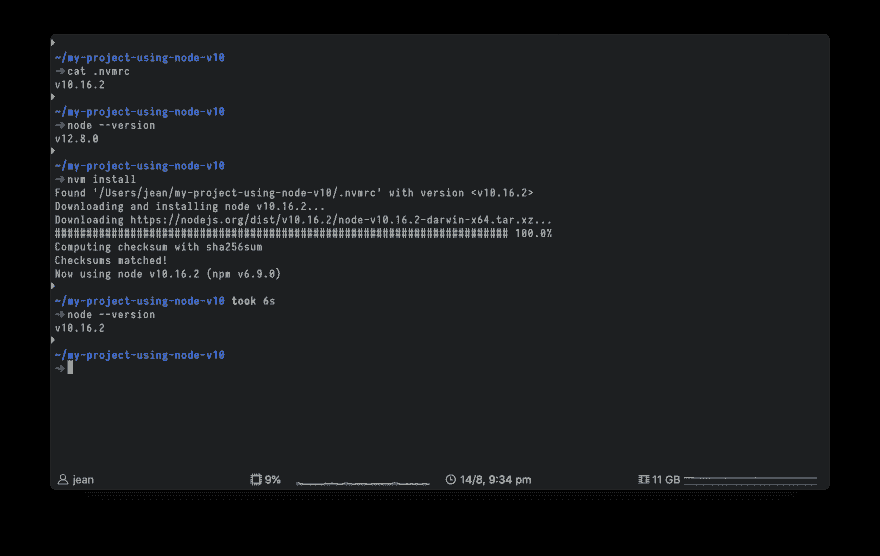 ~/my-project-using-node-v10
→cat .nvmrc
v10.16.2
~/my-project-using-node-v10
→node --version
v12.8.0
~/my-project-using-node-v10
→nvm install
Found '/Users/jean/my-project-using-node-v10/.nvmrc' with version <v10.16.2>
Downloading and installing node v10.16.2...
Downloading https://nodejs.org/dist/v10.16.2/node-v10.16.2-darwin-x64.tar.xz...
######################################################################## 100.0%
Computing checksum with sha256sum
Checksums matched!
Now using node v10.16.2 (npm v6.9.0)
~/my-project-using-node-v10 took 6s
→node --version
v10.16.2
~/my-project-using-node-v10
→
jean 9% 14/8, 9:34 pm 11 GB